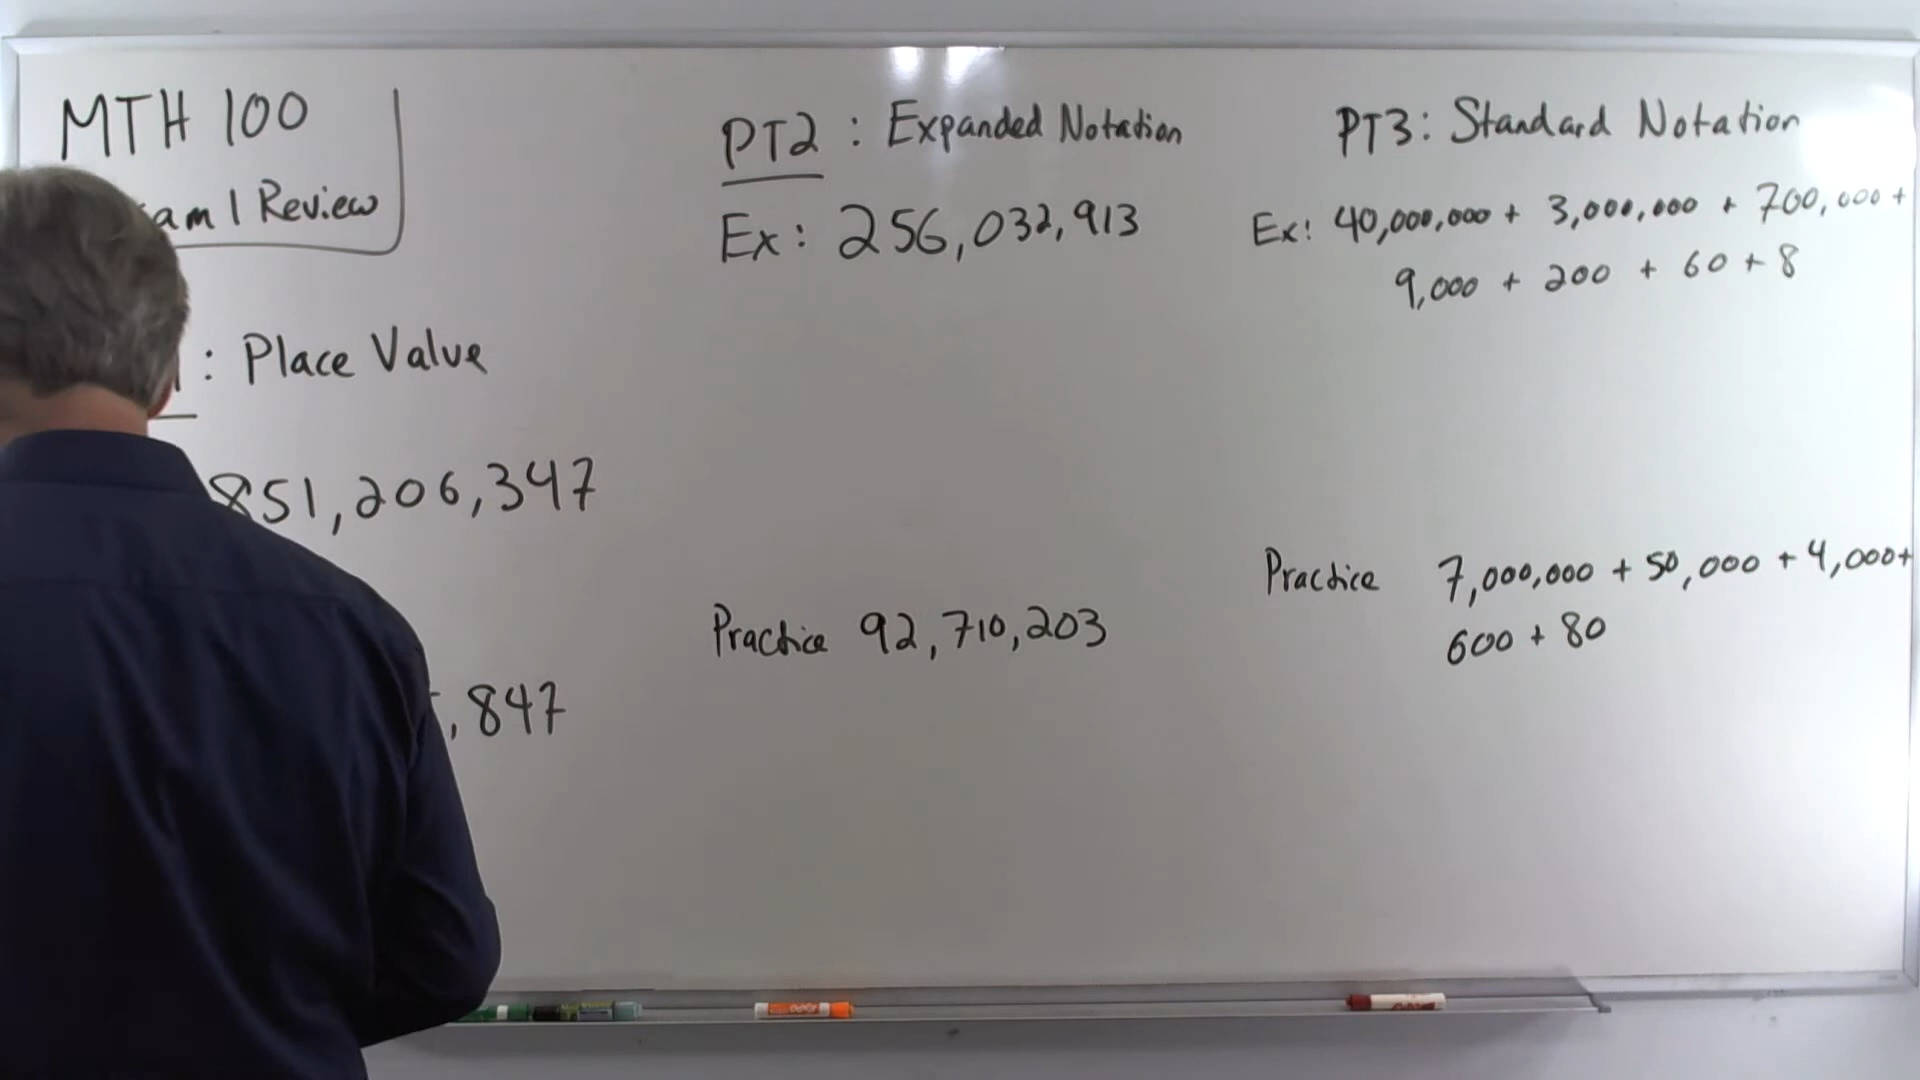 MTH 100
am 1 Review
: Place Value
851,206,347
,847
PT2 : Expanded Notation
Ex: 256,032,913
Practice 92,710,203
PT3: Standard Notation
Ex: 40,000,000 + 3,000,000 + 700,000 +
9,000 + 200 + 60 + 8
Practice 7,000,000 + 50,000 + 4,000+
600 + 80